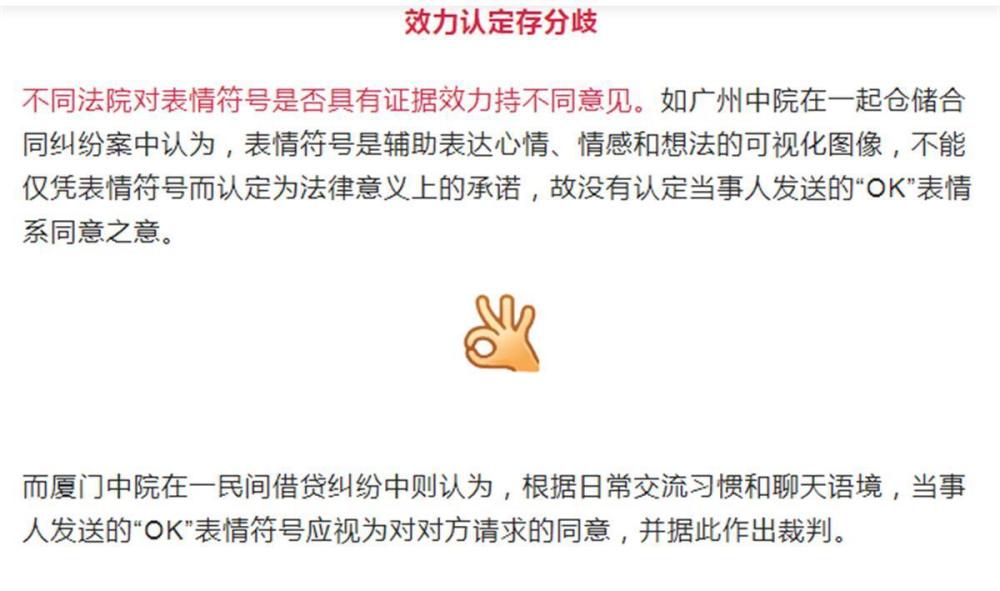 效力认定存分歧
不同法院对表情符号是否具有证据效力持不同意见。如广州中院在一起仓储合
同纠纷案中认为，表情符号是辅助表达心情、情感和想法的可视化图像，不能
仅凭表情符号而认定为法律意义上的承诺，故没有认定当事人发送的“OK”表情
系同意之意。
而厦门中院在一民间借贷纠纷中则认为，根据日常交流习惯和聊天语境，当事
人发送的“OK”表情符号应视为对对方请求的同意，并据此作出裁判。